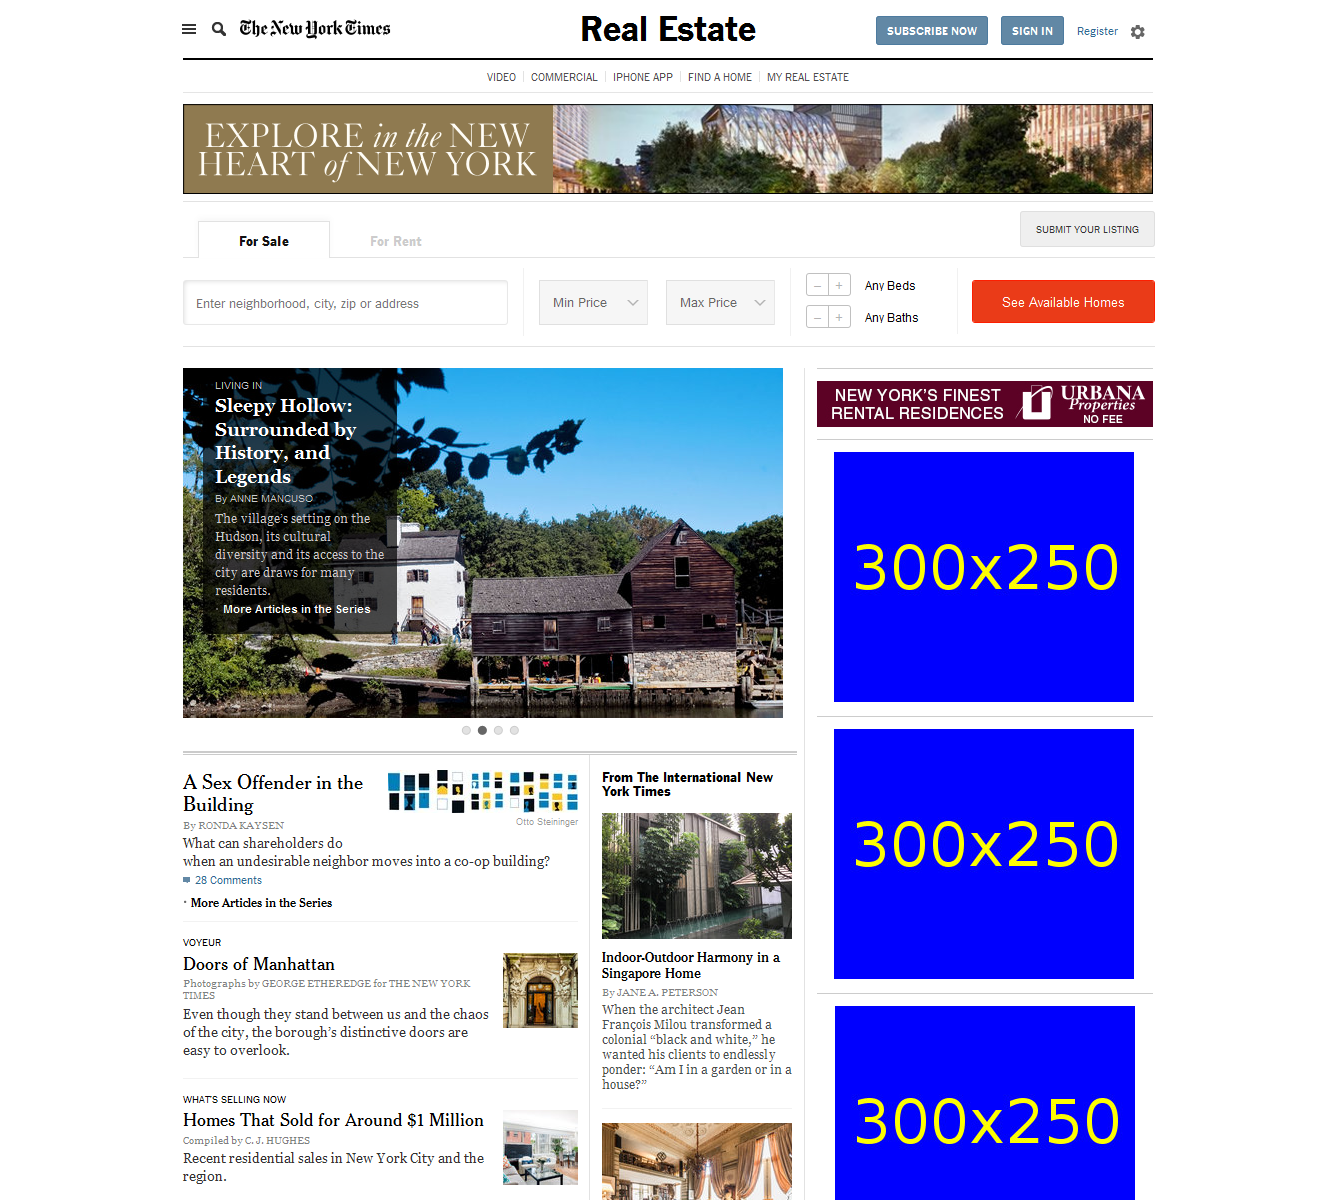 The New York Times
Real Estate
SUBSCRIBE NOW
SIGN IN
Register
VIDEO
COMMERCIAL
IPHONE APP
FIND A HOME
MY REAL ESTATE
EXPLORE in the NEW
HEART of NEW YORK
For Sale
For Rent
SUBMIT YOUR LISTING
Enter neighborhood, city, zip or address
Min Price
Max Price
– + Any Beds
– + Any Baths
See Available Homes
LIVING IN
Sleepy Hollow:
Surrounded by
History, and
Legends
By ANNE MANCUSO
The village's setting on the
Hudson, its cultural
diversity and its access to the
city are draws for many
residents.
· More Articles in the Series
NEW YORK'S FINEST
RENTAL RESIDENCES
URBANA
Properties
NO FEE
300x250
300x250
300x250
A Sex Offender in the
Building
By RONDA KAYSEN
Otto Steininger
What can shareholders do
when an undesirable neighbor moves into a co-op building?
28 Comments
· More Articles in the Series
VOYEUR
Doors of Manhattan
Photographs by GEORGE ETHEREDGE for THE NEW YORK
TIMES
Even though they stand between us and the chaos
of the city, the borough's distinctive doors are
easy to overlook.
WHAT'S SELLING NOW
Homes That Sold for Around $1 Million
Compiled by C. J. HUGHES
Recent residential sales in New York City and the
region.
From The International New
York Times
Indoor-Outdoor Harmony in a
Singapore Home
By JANE A. PETERSON
When the architect Jean
François Milou transformed a
colonial “black and white,” he
wanted his clients to endlessly
ponder: “Am I in a garden or in a
house?”